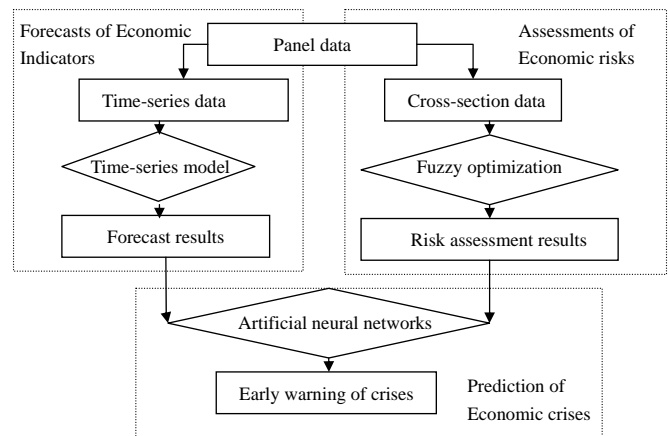 Forecasts of Economic
Indicators
Panel data
Assessments of
Economic risks
Time-series data
Cross-section data
Time-series model
Fuzzy optimization
Forecast results
Risk assessment results
Artificial neural networks
Early warning of crises
Prediction of
Economic crises